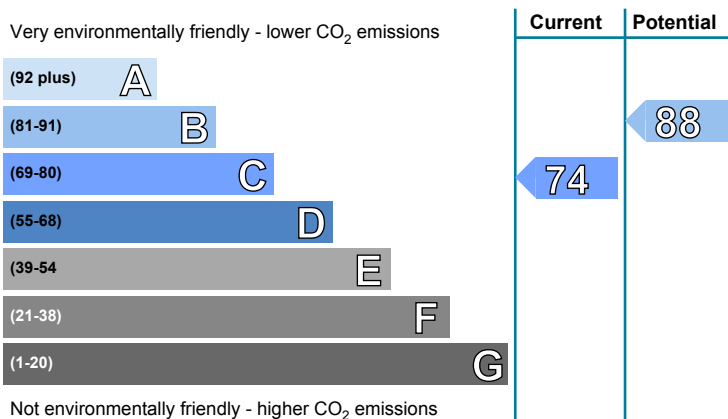 Current Potential
Very environmentally friendly - lower CO2 emissions
(92 plus) A
(81-91) B 88
(69-80) C 74
(55-68) D
(39-54 E
(21-38) F
(1-20) G
Not environmentally friendly - higher CO2 emissions